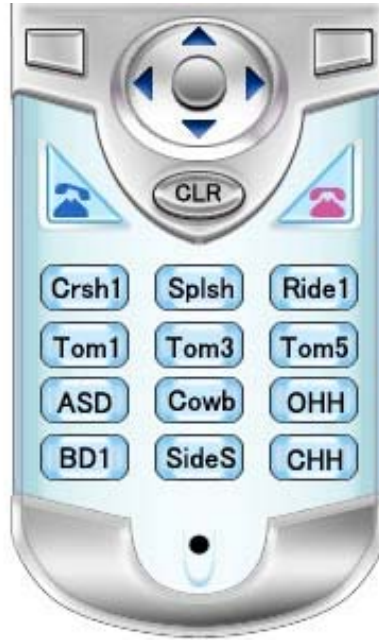 CLR
Crsh1 Splsh Ride1
Tom1 Tom3 Tom5
ASD Cowb OHH
BD1 SideS CHH